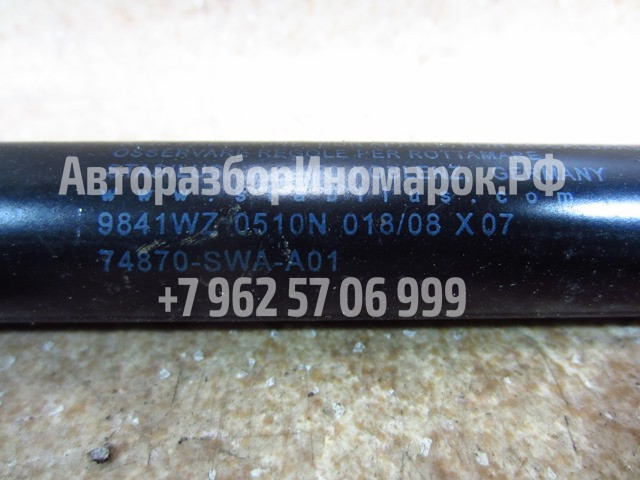 OSSERVARE REGOLE PER ROTTAMARE
GERMANY
АвторазборИномарок.РФ
www.stabilus.com
9841WZ 0510N 018/08 X07
74870-SWA-A01
+7 962 57 06 999